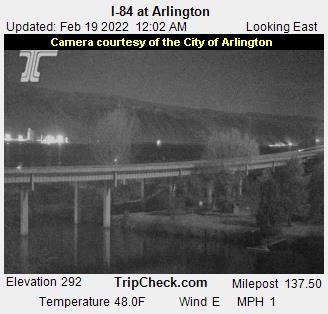 I-84 at Arlington
Updated: Feb 19 2022 12:02 AM Looking East
Camera courtesy of the City of Arlington
Elevation 292 TripCheck.com Milepost 137.50
Temperature 48.0F Wind E MPH 1